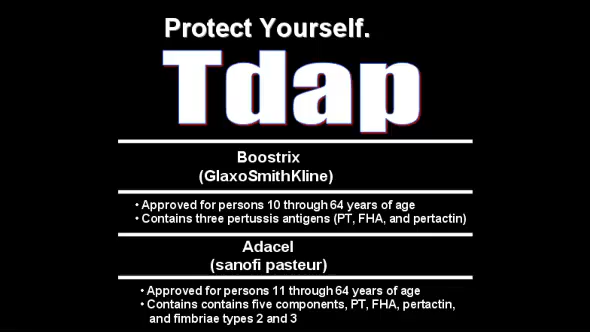 Protect Yourself.
Tdap
Boostrix
(GlaxoSmithKline)
• Approved for persons 10 through 64 years of age
• Contains three pertussis antigens (PT, FHA, and pertactin)
Adacel
(sanofi pasteur)
• Approved for persons 11 through 64 years of age
• Contains contains five components, PT, FHA, pertactin,
and fimbriae types 2 and 3